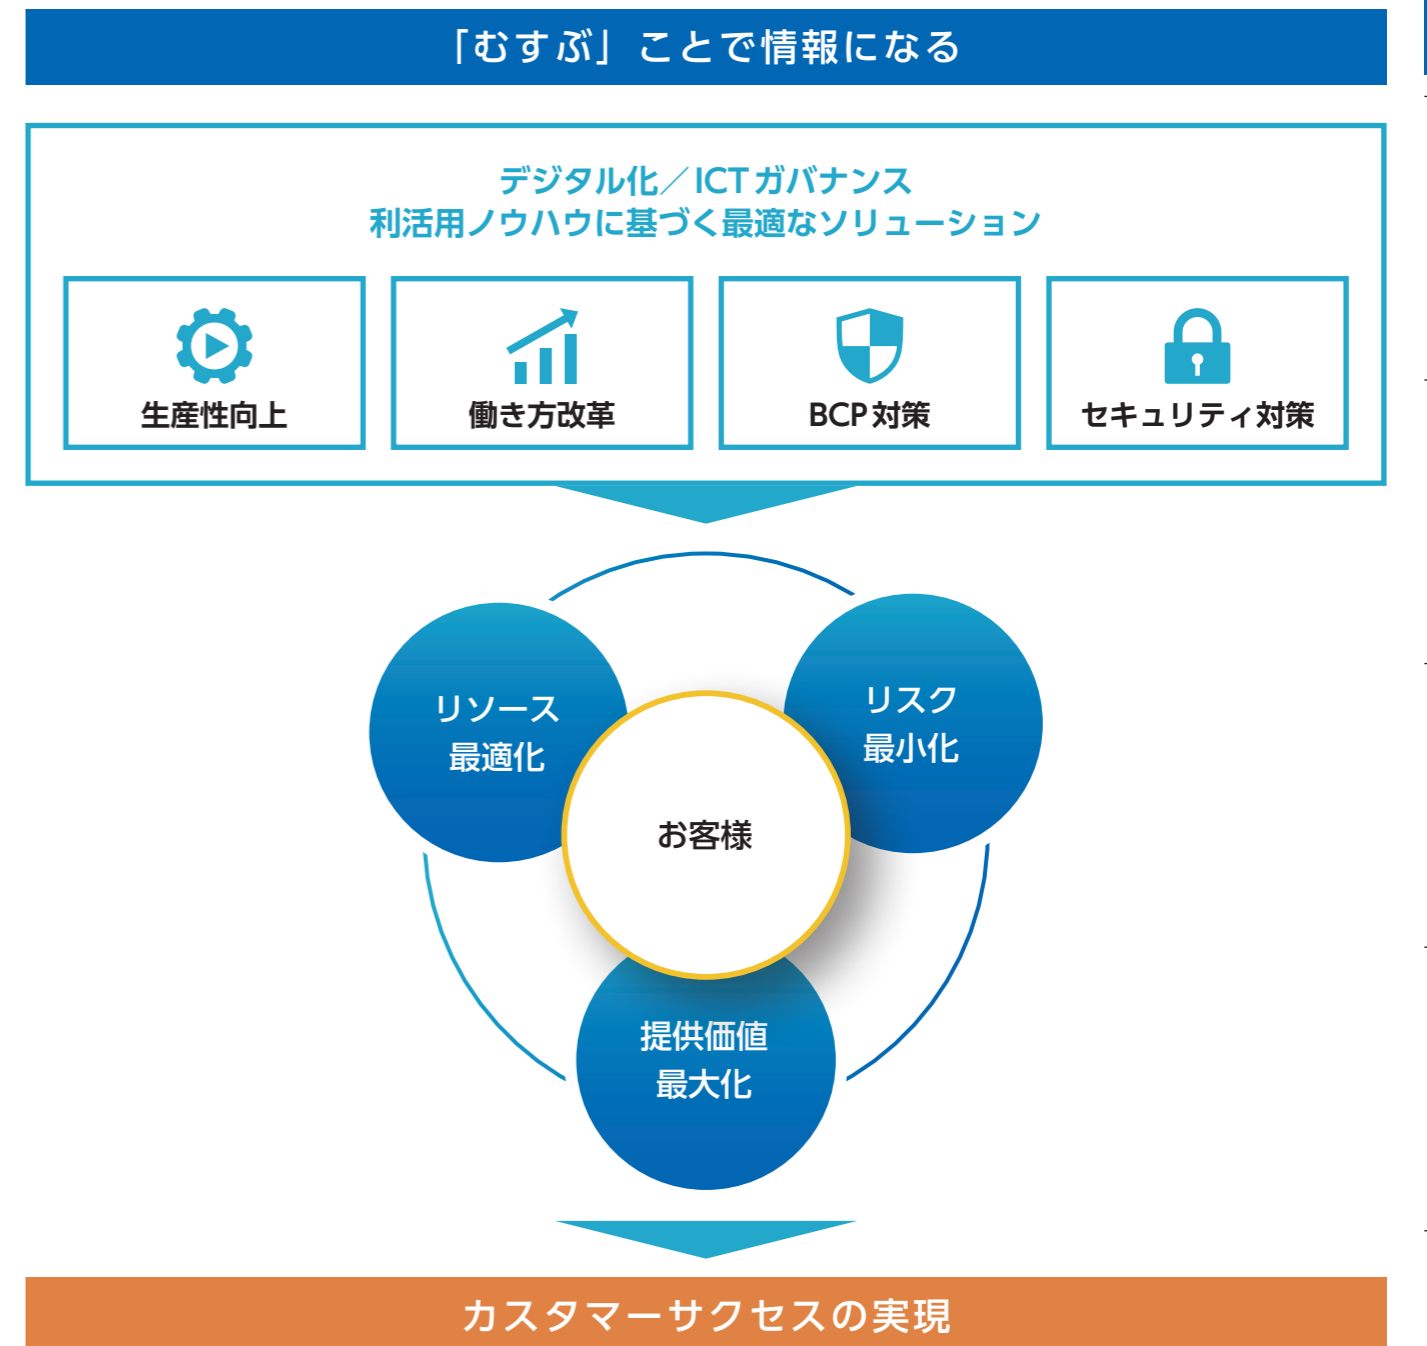 「むすぶ」ことで情報になる
デジタル化／ICTガバナンス
利活用ノウハウに基づく最適なソリューション
生産性向上
働き方改革
BCP対策
セキュリティ対策
リソース
最適化
リスク
最小化
お客様
提供価値
最大化
カスタマーサクセスの実現